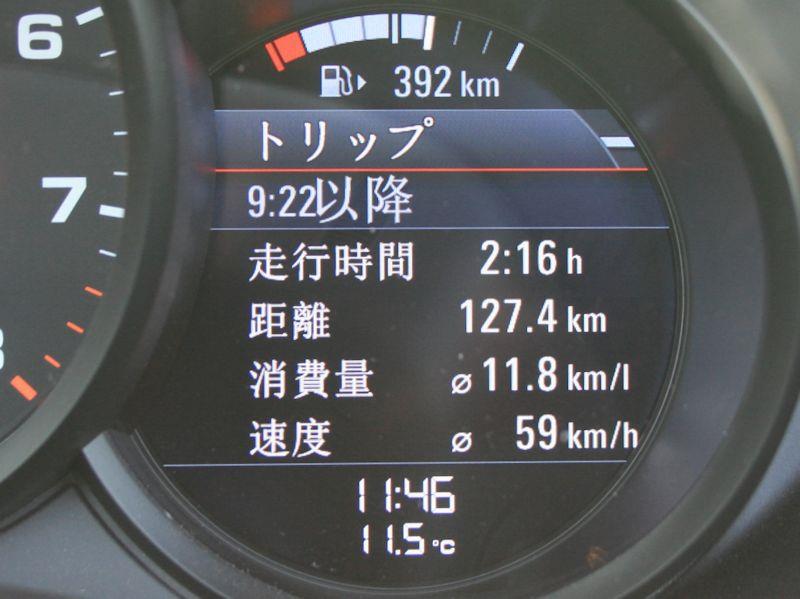 6
7
392 km
トリップ
9:22以降
走行時間 2:16 h
距離 127.4 km
消費量 ⌀ 11.8 km/l
速度 ⌀ 59 km/h
11:46
11.5 °C